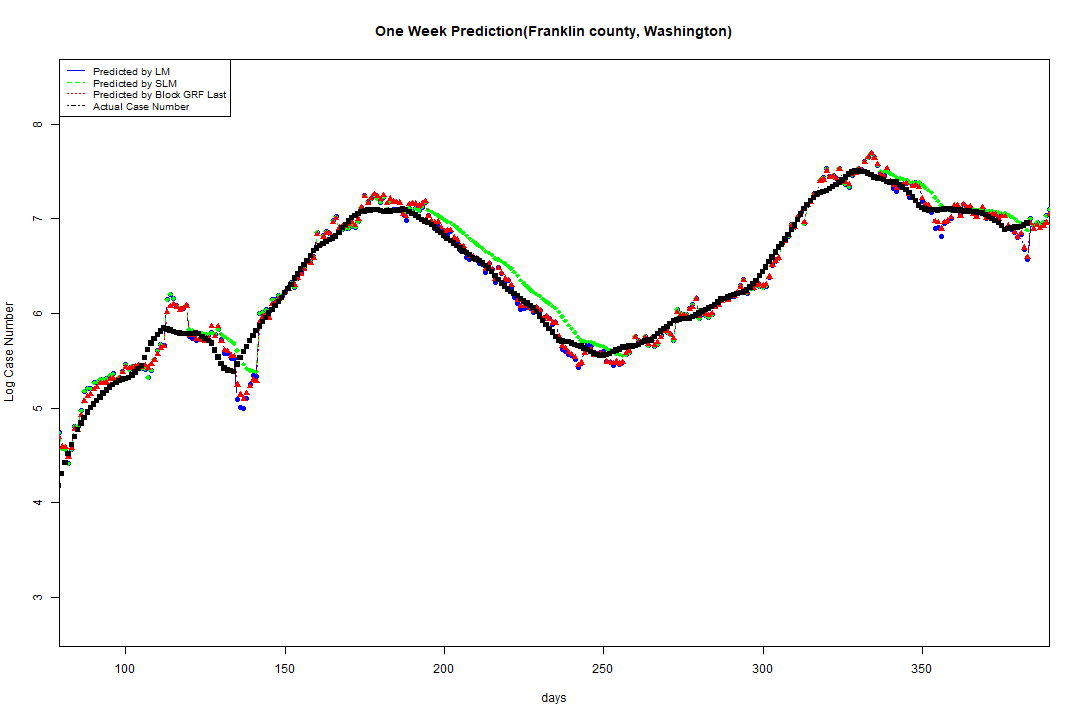 One Week Prediction(Franklin county, Washington)
Predicted by LM
Predicted by SLM
Predicted by Block GRF Last
Actual Case Number
8
7
6
5
4
3
Log Case Number
100 150 200 250 300 350
days